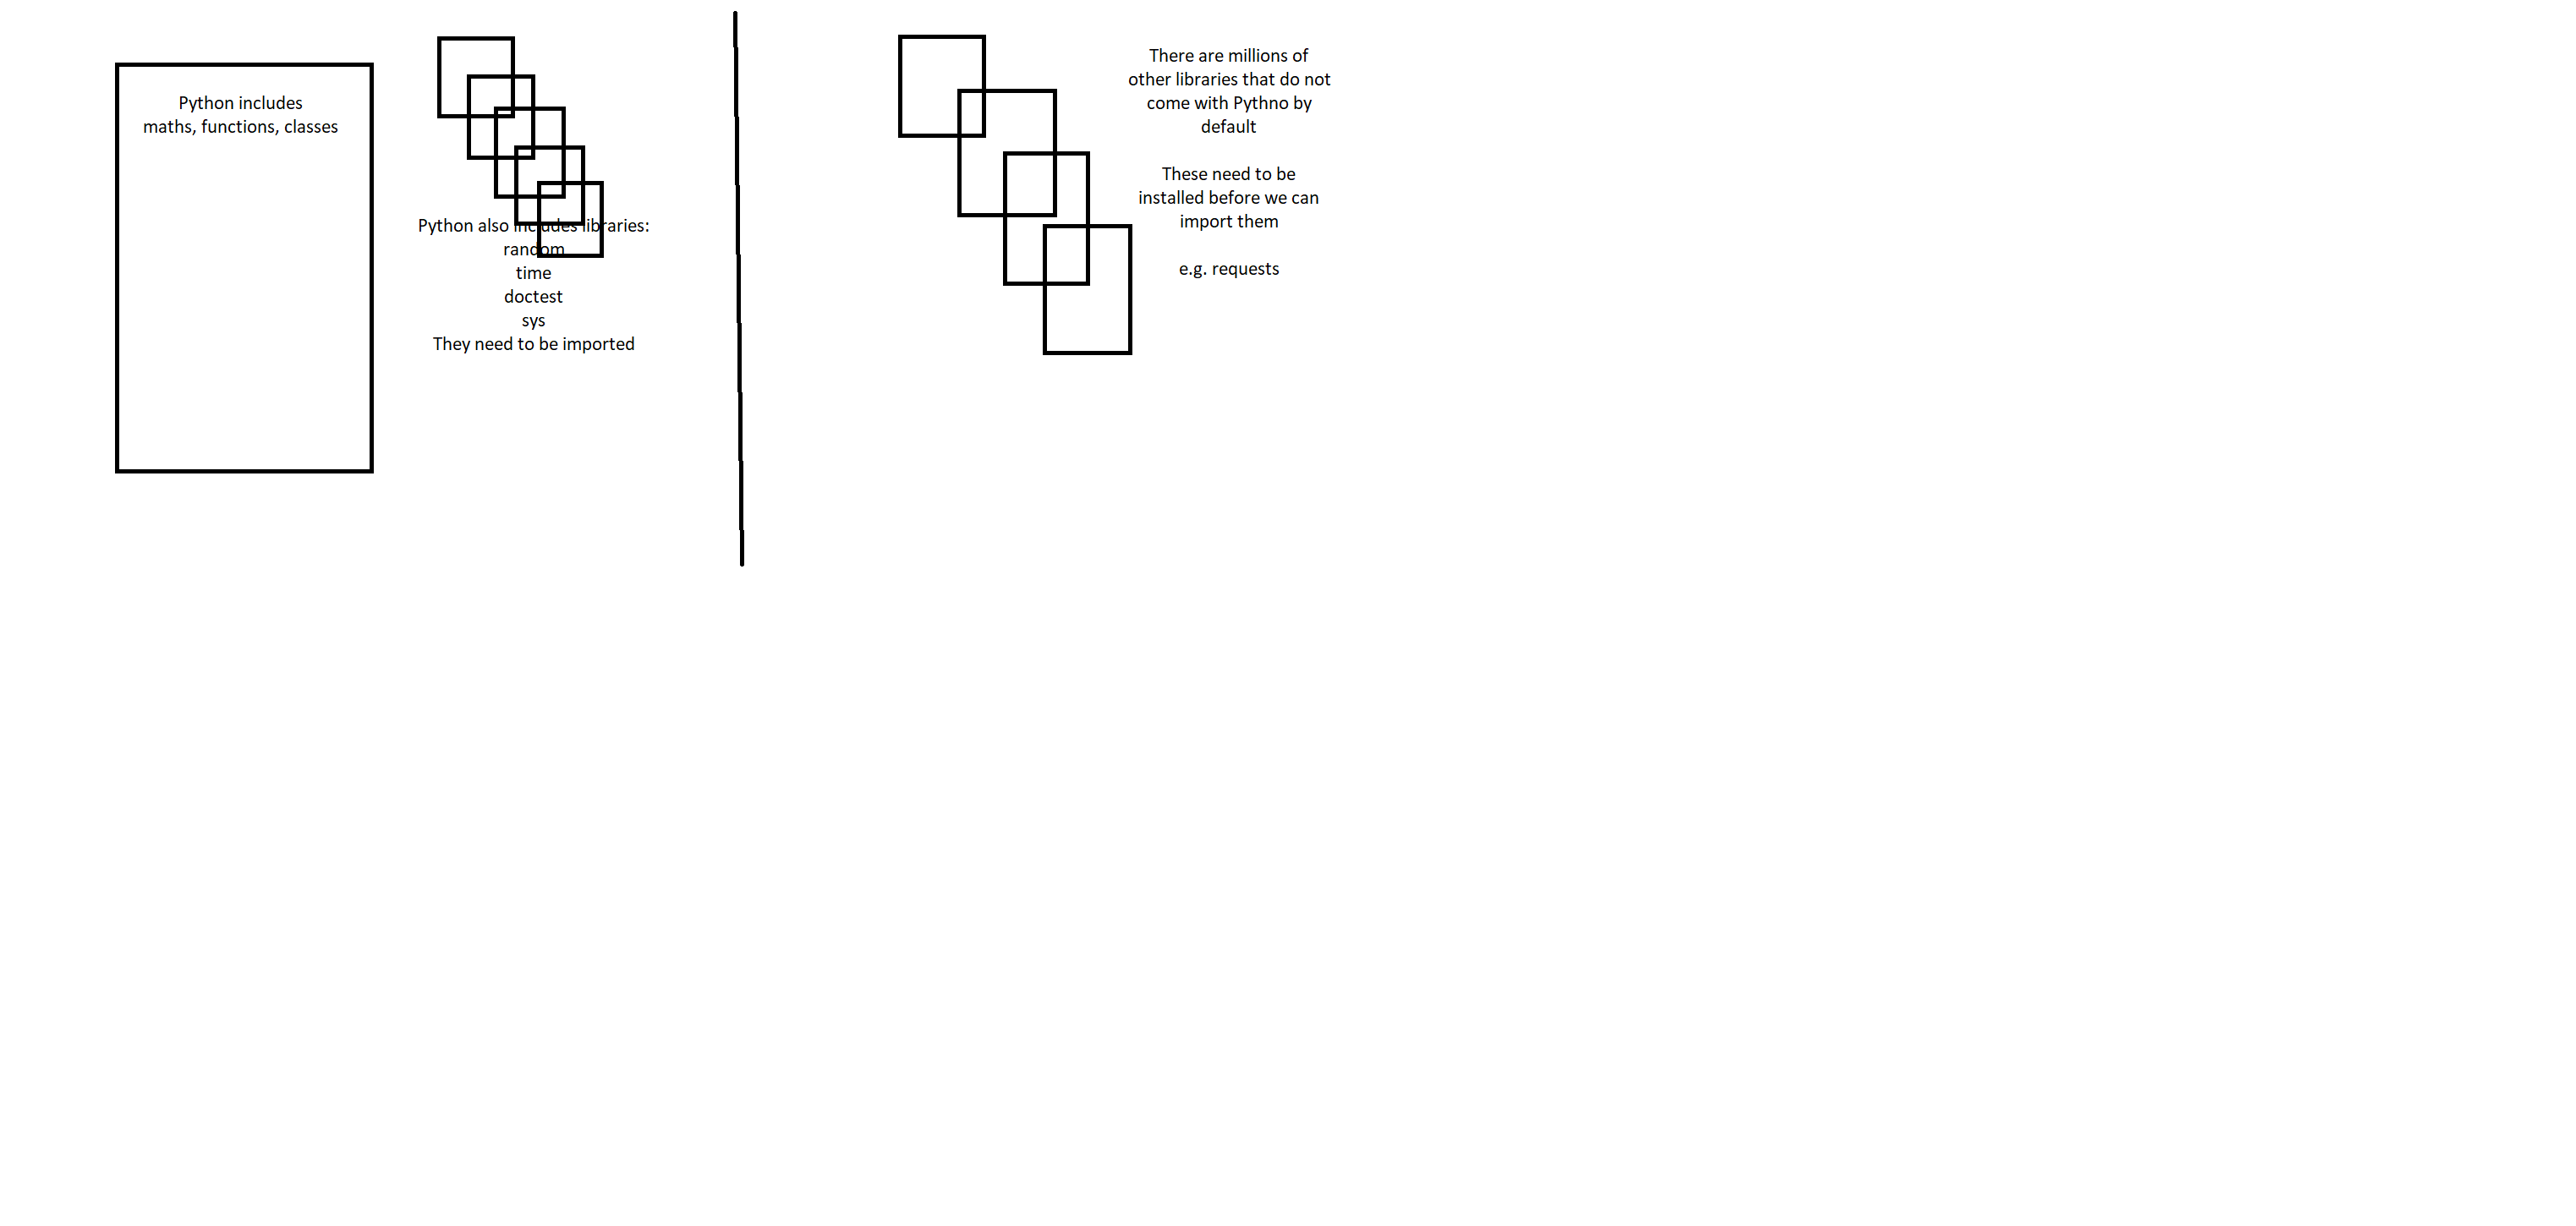 Python includes
maths, functions, classes
Python also includes libraries:
random
time
doctest
sys
They need to be imported
There are millions of
other libraries that do not
come with Pythno by
default
These need to be
installed before we can
import them
e.g. requests